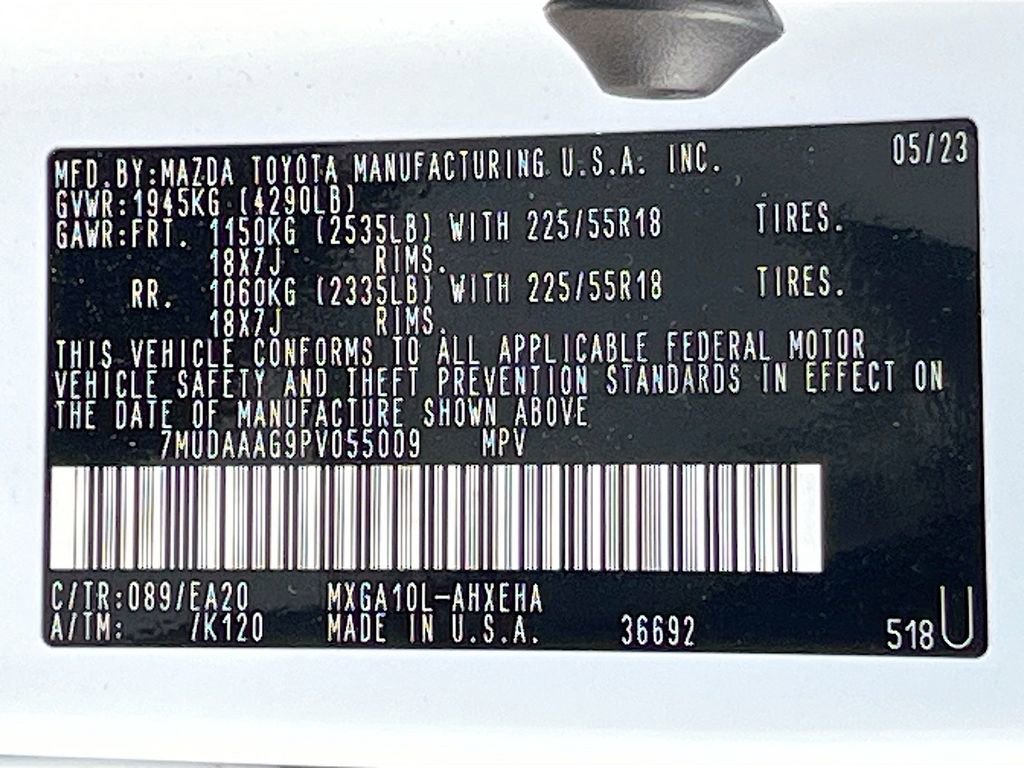 MFD.BY:MAZDA TOYOTA MANUFACTURING U.S.A. INC. 05/23
GVWR:1945KG (4290LB)
GAWR:FRT. 1150KG (2535LB) WITH 225/55R18 TIRES.
18X7J RIMS.
RR. 1060KG (2335LB) WITH 225/55R18 TIRES.
18X7J RIMS.
THIS VEHICLE CONFORMS TO ALL APPLICABLE FEDERAL MOTOR
VEHICLE SAFETY AND THEFT PREVENTION STANDARDS IN EFFECT ON
THE DATE OF MANUFACTURE SHOWN ABOVE
7MUDAAAG9PV055009 MPV
C/TR:089/EA20 MXGA10L-AHXEHA
A/TM: /K120 MADE IN U.S.A. 36692 518U